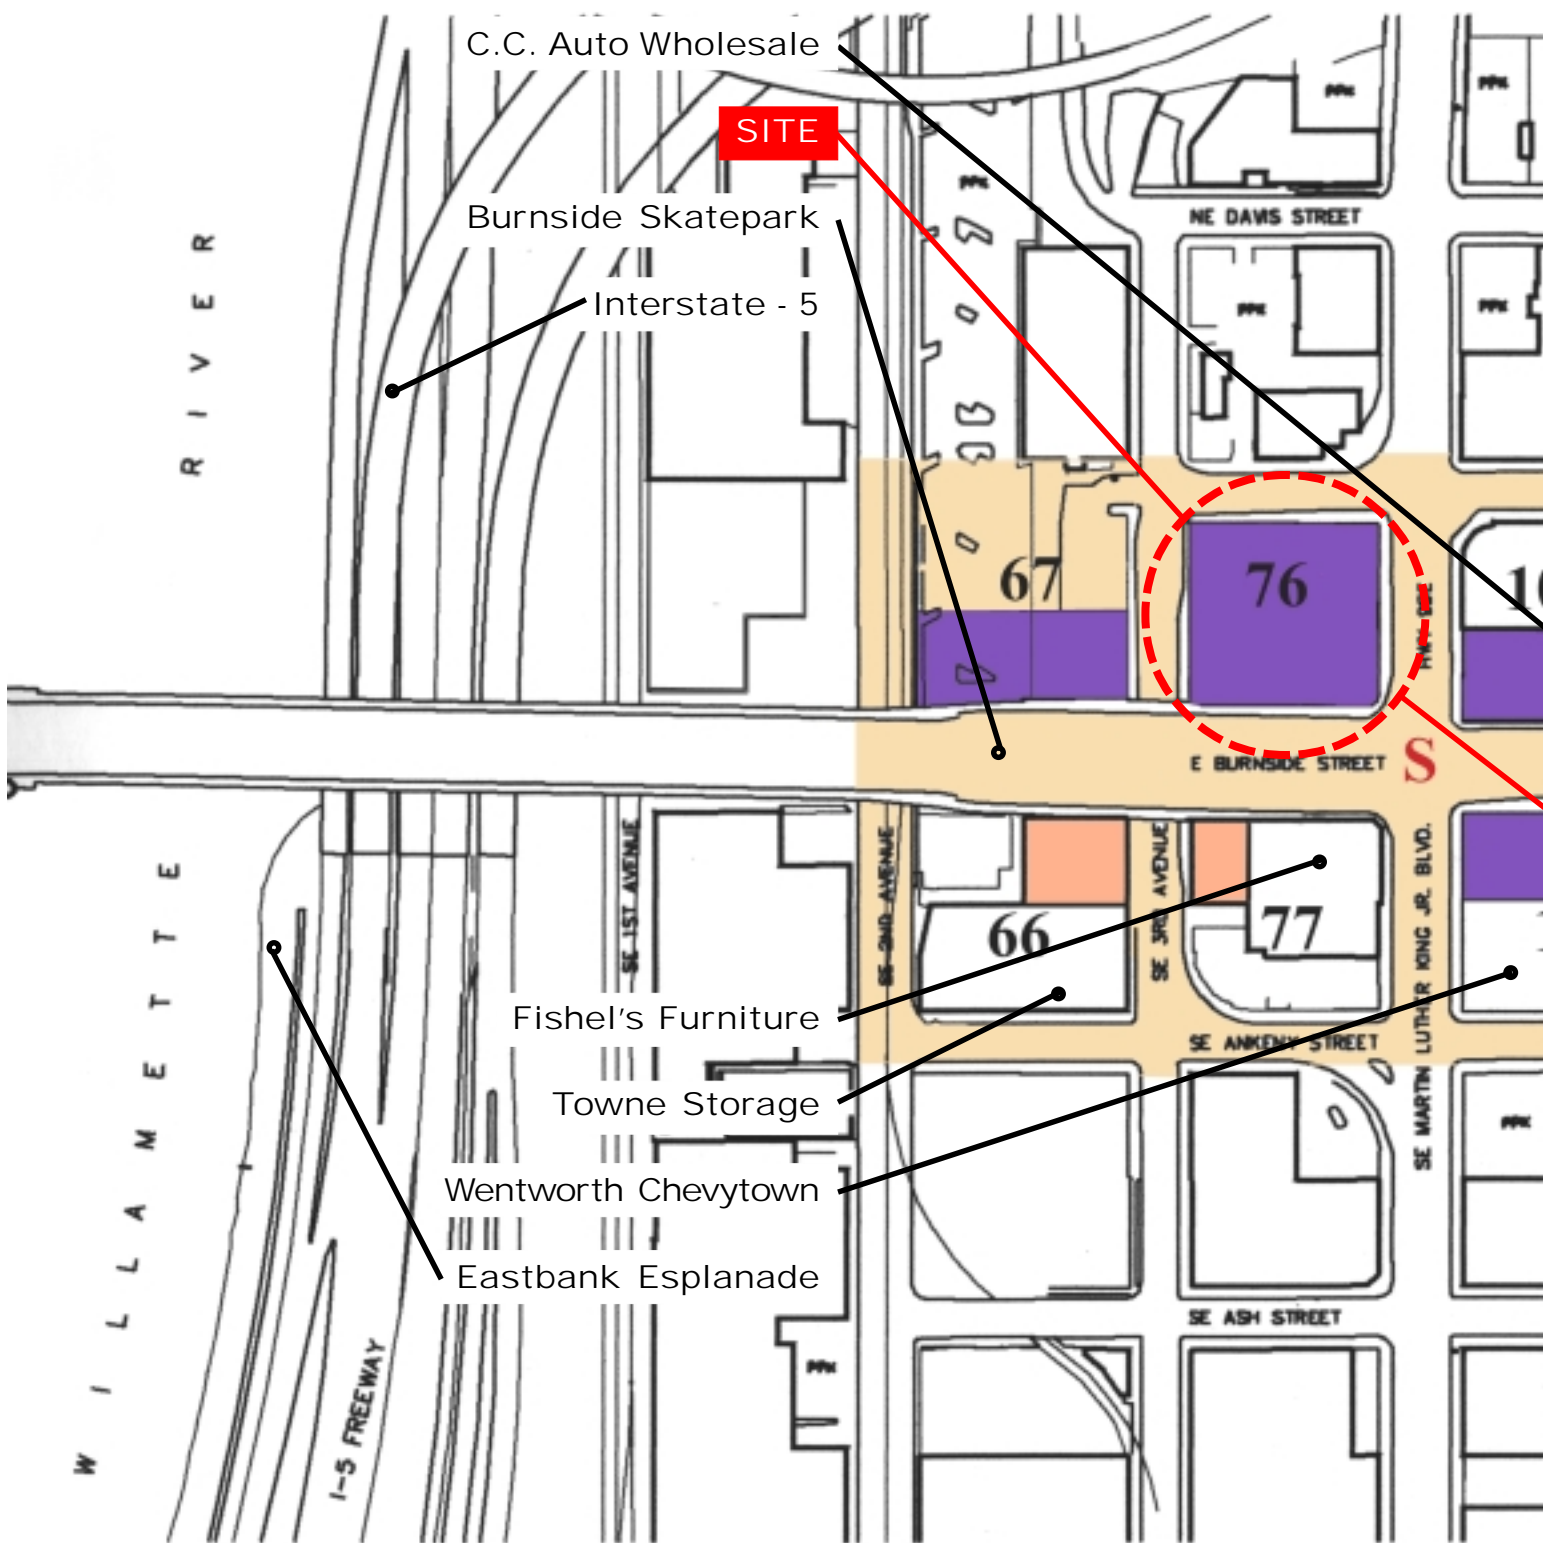 C.C. Auto Wholesale
SITE
Burnside Skatepark
Interstate - 5
NE DAVIS STREET
RIVER
67
76
E BURNSIDE STREET
S
SE 1ST AVENUE
SE 2ND AVENUE
SE 3RD AVENUE
SE MARTIN LUTHER KING JR. BLVD.
66
77
Fishel's Furniture
SE ANKENY STREET
Towne Storage
Wentworth Chevytown
Eastbank Esplanade
WILLAMETTE
SE ASH STREET
I-5 FREEWAY